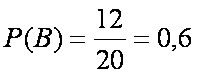 P(B) = 12/20 = 0,6